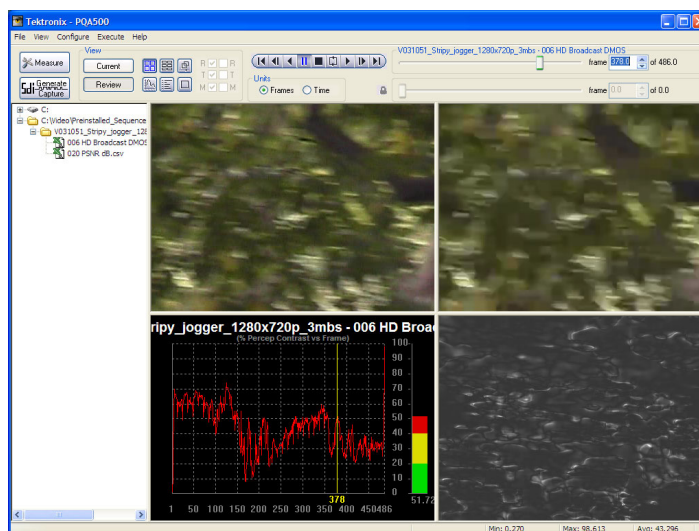 Tektronix - PQA500
File View Configure Execute Help
Measure
Sdi Generate Capture
View
Current
Review
R
T
M
R
T
M
Units
Frames Time
V031051_Stripy_jogger_1280x720p_3mbs - 006 HD Broadcast DMOS
frame 378.0 of 486.0
frame 0.0 of 0.0
C:
C:\Video\Preinstalled_Sequence
V031051_Stripy_jogger_128
006 HD Broadcast DMOS
020 PSNR dB.csv
ripy_jogger_1280x720p_3mbs - 006 HD Broad
(% Percep Contrast vs Frame)
100
90
80
70
60
50
40
30
20
10
0
1 50 100 150 200 250 300 350 400 450 486
378
51.72
Min: 0.270 Max: 98.613 Avg: 43.296